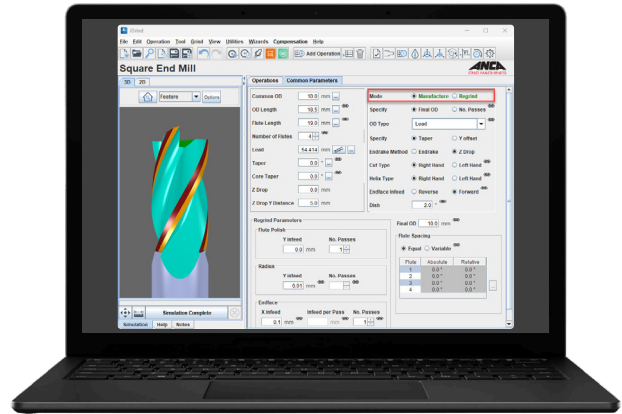 iGrind
File Edit Operation Tool Grind View Utilities Wizards Compensation Help
Add Operation
Square End Mill
ANCA
CNC MACHINES
3D 2D
Feature Options
Simulation Complete
Simulation Help Notes
Operations Common Parameters
Common OD 10.0 mm ...
OD Length 18.5 mm ...
Flute Length 19.0 mm ...
Number of Flutes 4
Lead 54.414 mm ...
Taper 0.0 ° ...
Core Taper 0.0 ° ...
Z Drop 0.0 mm
Z Drop Y Distance 5.0 mm
Mode Manufacture Regrind
Specify Final OD No. Passes
OD Type Lead
Specify Taper Y offset
Endrake Method Endrake Z Drop
Cut Type Right Hand Left Hand
Helix Type Right Hand Left Hand
Endface Infeed Reverse Forward
Dish 2.0 °
Regrind Parameters
Flute Polish
Y Infeed No. Passes
0.0 mm 1
Radius
Y Infeed No. Passes
0.01 mm
Endface
X Infeed Infeed per Pass No. Passes
0.1 mm mm 1
Final OD 10.0 mm
Flute Spacing
Equal Variable
Flute Absolute Relative
1 0.0 ° 0.0 °
2 0.0 ° 0.0 °
3 0.0 ° 0.0 °
4 0.0 ° 0.0 °
...